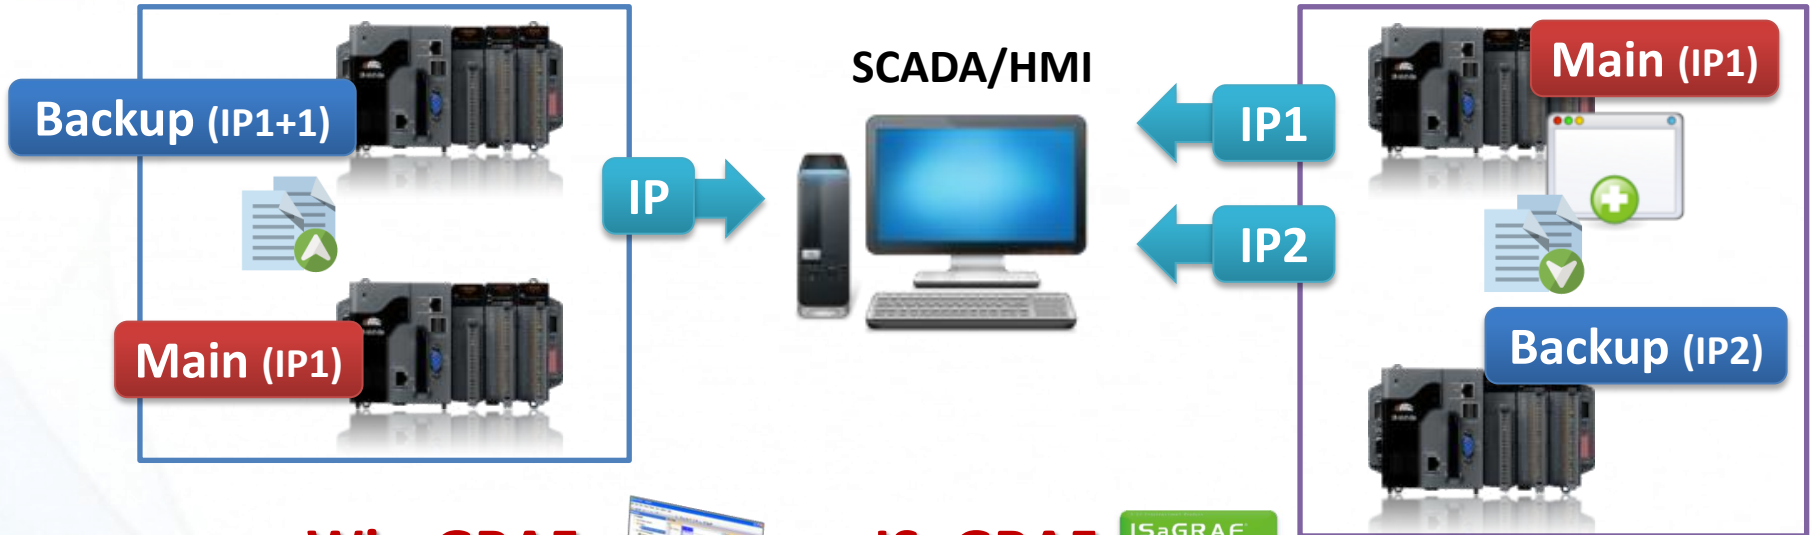 SCADA/HMI
Backup (IP1+1)
IP
Main (IP1)
IP1
IP2
Main (IP1)
Backup (IP2)
ISaGRAF